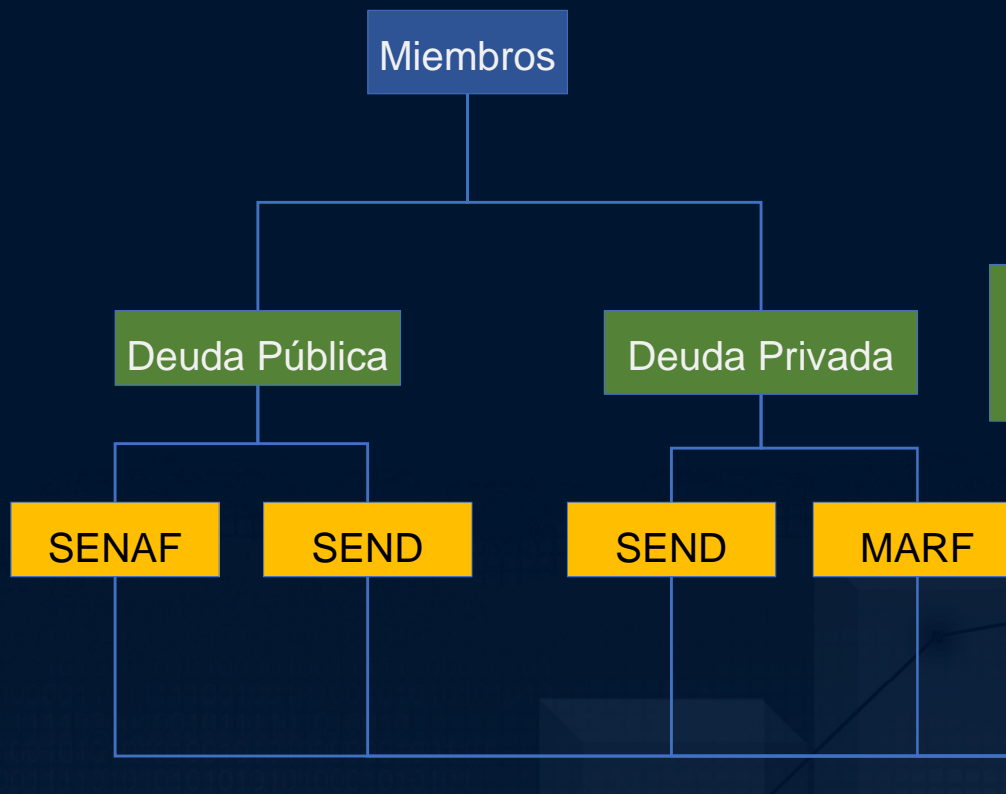 Miembros
Deuda Pública
Deuda Privada
SENAF
SEND
SEND
MARF